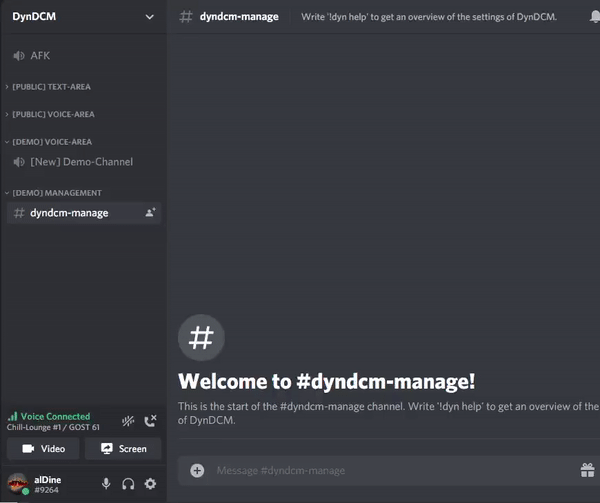 DynDCM
# dyndcm-manage
Write '!dyn help' to get an overview of the settings of DynDCM.
AFK
[PUBLIC] TEXT-AREA
[PUBLIC] VOICE-AREA
[DEMO] VOICE-AREA
[New] Demo-Channel
[DEMO] MANAGEMENT
# dyndcm-manage
#
Welcome to #dyndcm-manage!
This is the start of the #dyndcm-manage channel. Write '!dyn help' to get an overview of the
of DynDCM.
Voice Connected
Chill-Lounge #1 / GOST 61
Video
Screen
alDine
#9264
Message #dyndcm-manage